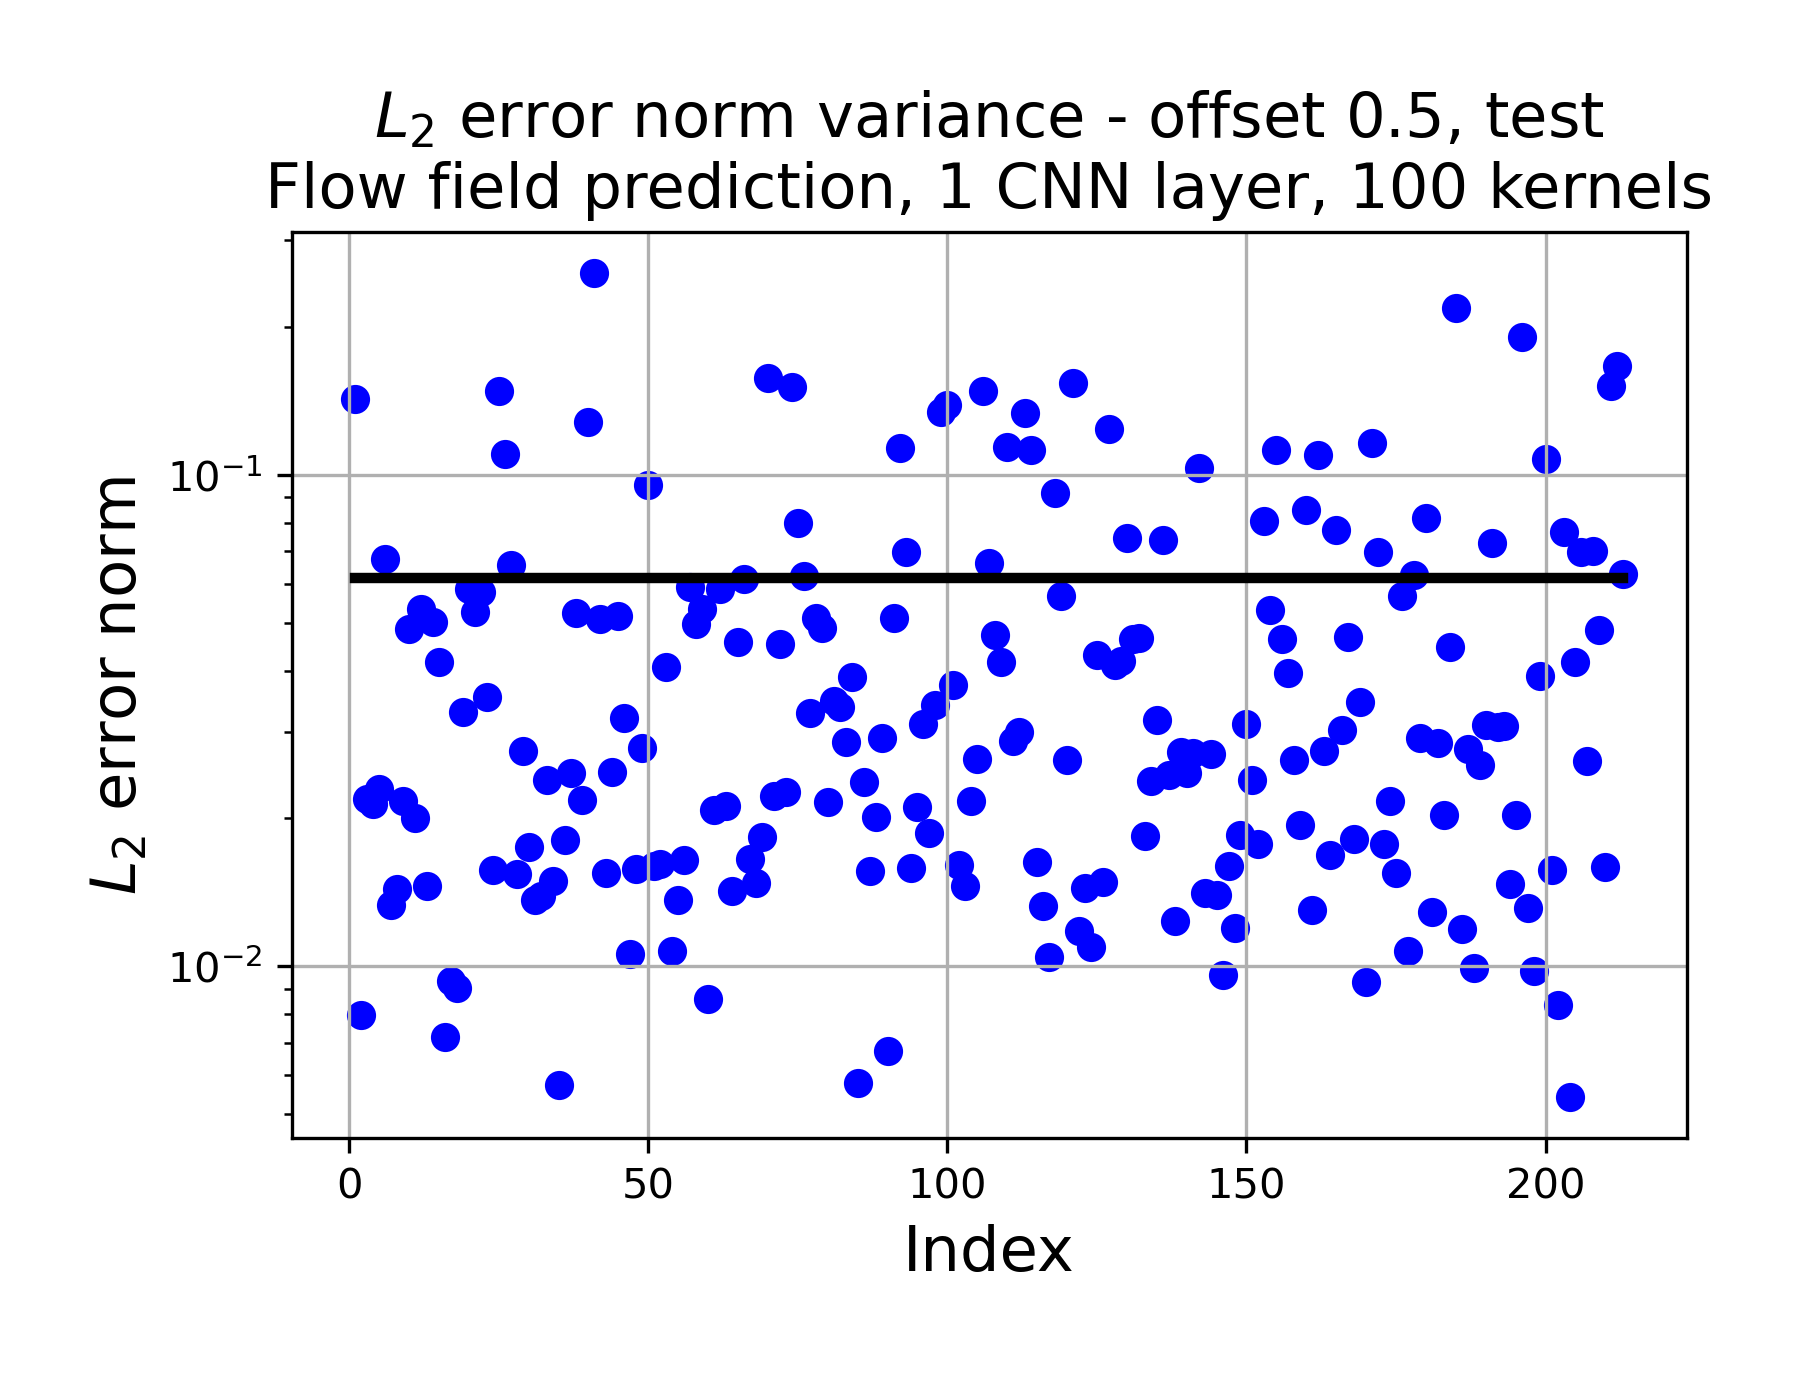 L₂ error norm variance - offset 0.5, test
Flow field prediction, 1 CNN layer, 100 kernels
L₂ error norm
10⁻¹
10⁻²
0 50 100 150 200
Index